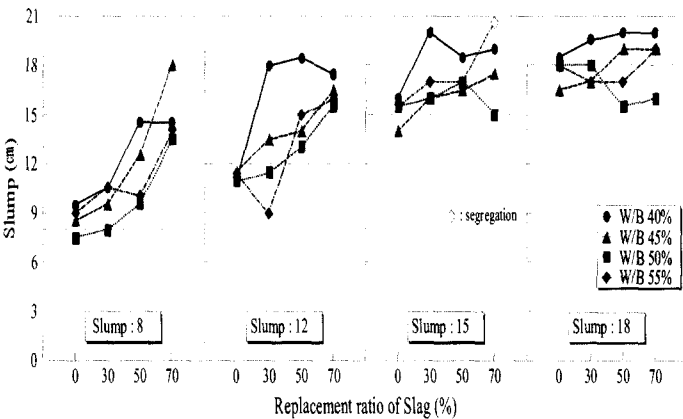 21
18
15
12
9
6
3
0
Slump (cm)
: segregation
W/B 40%
W/B 45%
W/B 50%
W/B 55%
Slump : 8
Slump : 12
Slump : 15
Slump : 18
0 30 50 70 0 30 50 70 0 30 50 70 0 30 50 70
Replacement ratio of Slag (%)